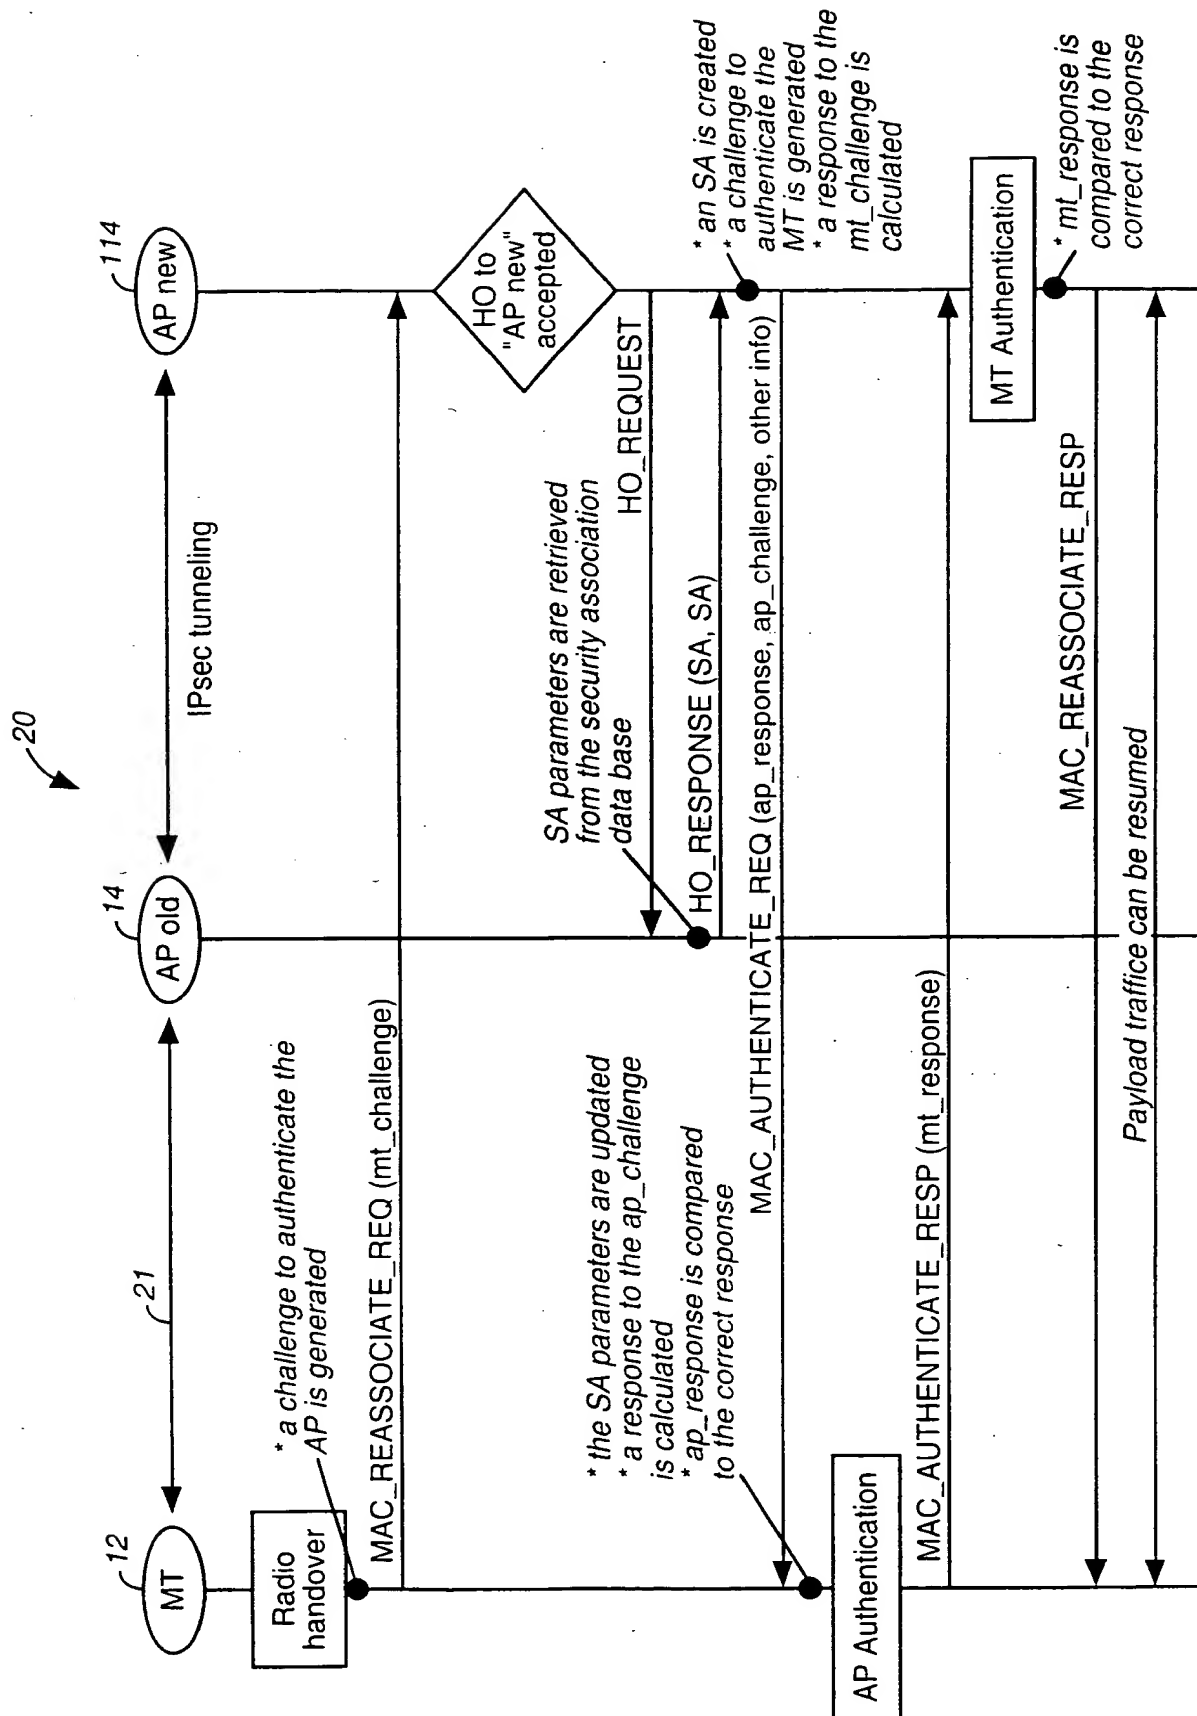 20
12
MT
21
14
AP old
IPsec tunneling
114
AP new
Radio
handover
* a challenge to authenticate the
AP is generated
MAC_REASSOCIATE_REQ (mt_challenge)
HO to
"AP new"
accepted
HO_REQUEST
SA parameters are retrieved
from the security association
data base
HO_RESPONSE (SA, SA)
* an SA is created
* a challenge to
authenticate the
MT is generated
* a response to the
mt_challenge is
calculated
MAC_AUTHENTICATE_REQ (ap_response, ap_challenge, other info)
* the SA parameters are updated
* a response to the ap_challenge
is calculated
* ap_response is compared
to the correct response
AP Authentication
MAC_AUTHENTICATE_RESP (mt_response)
MT Authentication
* mt_response is
compared to the
correct response
MAC_REASSOCIATE_RESP
Payload traffice can be resumed